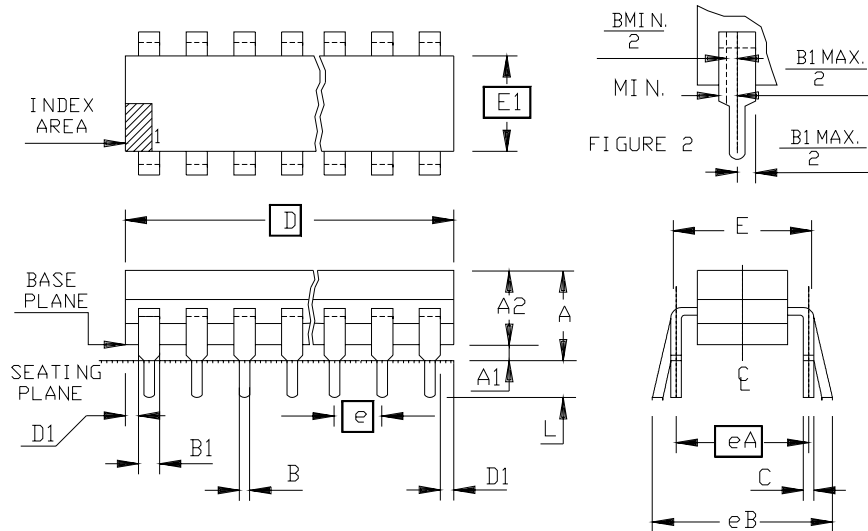 INDEX
AREA
1
E1
BMIN.
2
MIN.
B1 MAX.
2
FIGURE 2
B1 MAX.
2
D
BASE
PLANE
SEATING
PLANE
A2
A
A1
L
D1
B1
B
e
D1
E
C
L
eA
C
eB